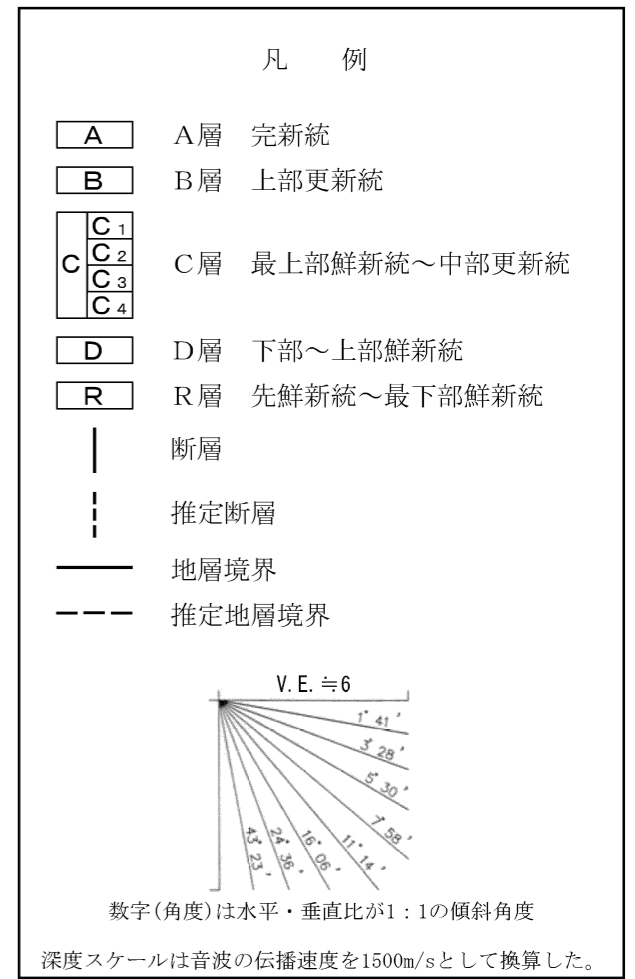 凡　例
A　A層　完新統
B　B層　上部更新統
C1
C2
C　C層　最上部鮮新統～中部更新統
C3
C4
D　D層　下部～上部鮮新統
R　R層　先鮮新統～最下部鮮新統
断層
推定断層
地層境界
推定地層境界
V.E.≒6
1°41'
3°28'
5°30'
7°58'
11°14'
16°06'
24°36'
43°23'
数字(角度)は水平・垂直比が1：1の傾斜角度
深度スケールは音波の伝播速度を1500m/sとして換算した。